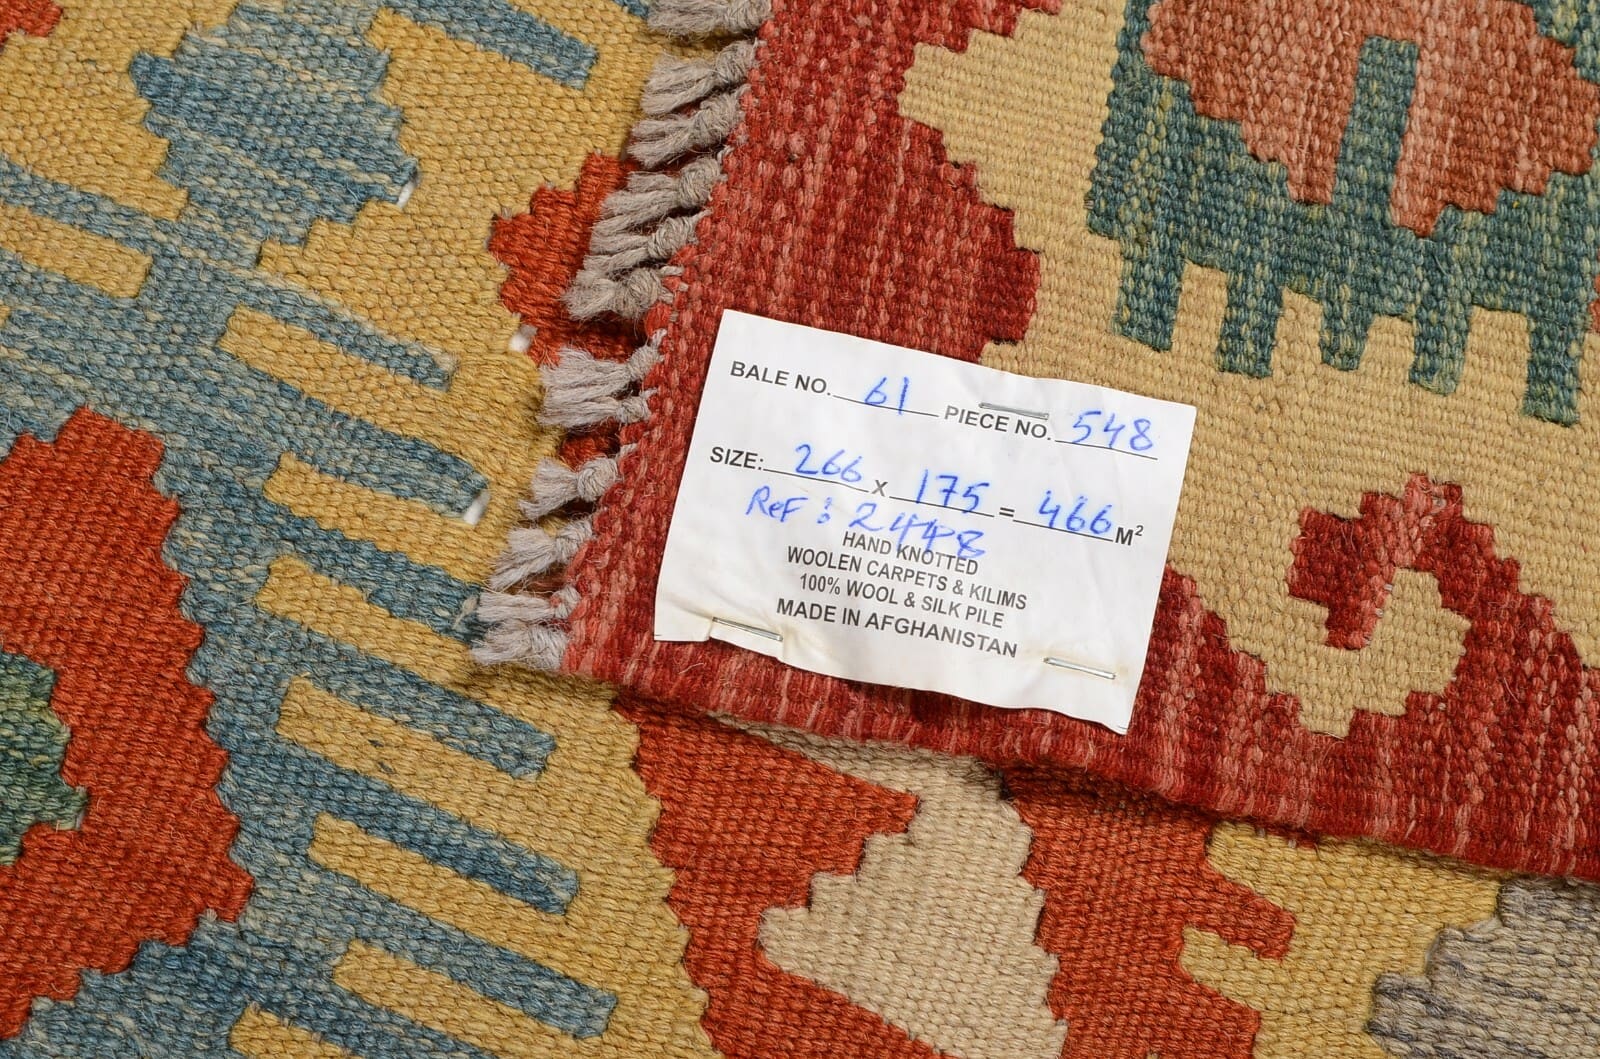 BALE NO. 61 PIECE NO. 548
SIZE: 266 x 175 = 466 M²
Ref : 2448
HAND KNOTTED
WOOLEN CARPETS & KILIMS
100% WOOL & SILK PILE
MADE IN AFGHANISTAN